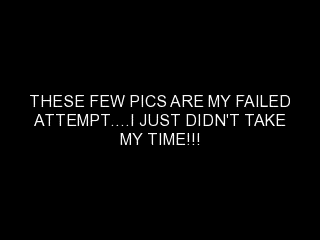 THESE FEW PICS ARE MY FAILED
ATTEMPT....I JUST DIDN'T TAKE
MY TIME!!!